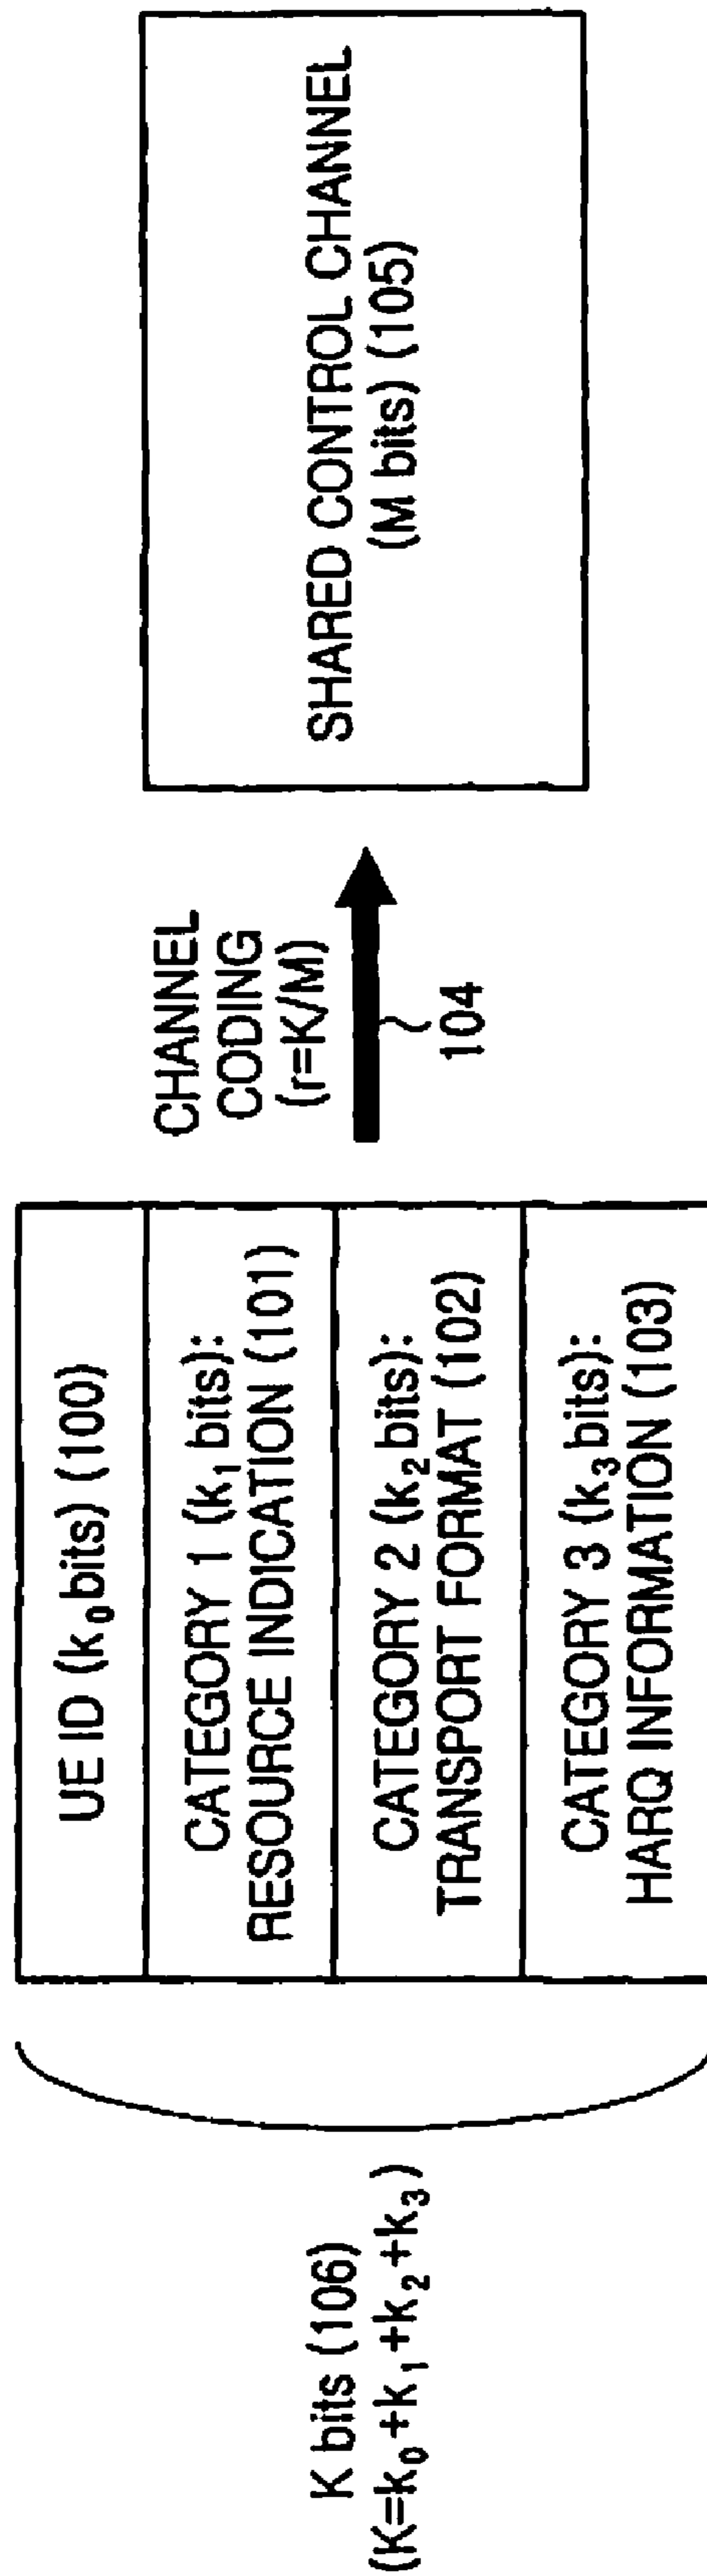 K bits (106)
(K=k₀+k₁+k₂+k₃)
UE ID (k₀ bits) (100)
CATEGORY 1 (k₁ bits):
RESOURCE INDICATION (101)
CATEGORY 2 (k₂ bits):
TRANSPORT FORMAT (102)
CATEGORY 3 (k₃ bits):
HARQ INFORMATION (103)
CHANNEL
CODING
(r=K/M)
104
SHARED CONTROL CHANNEL
(M bits) (105)